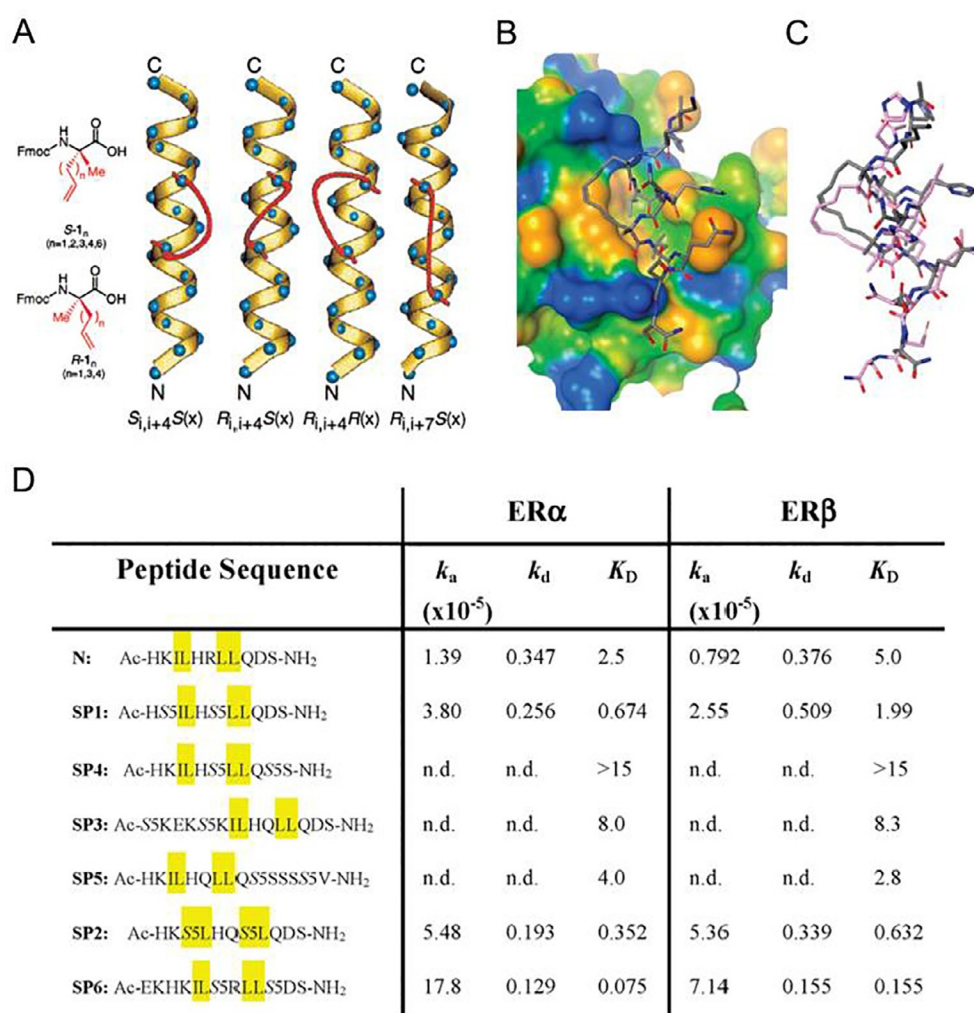 A
B
C
C C C C
H O
Fmoc N OH
Me
n
S-1n
(n=1,2,3,4,6)
H O
Fmoc N OH
Me n
R-1n
(n=1,3,4)
N N N N
Si,i+4S(x) Ri,i+4S(x) Ri,i+4R(x) Ri,i+7S(x)
D
ERα ERβ
Peptide Sequence ka kd KD ka kd KD
(x10-5) (x10-5)
N: Ac-HKILHRLLQDS-NH2 1.39 0.347 2.5 0.792 0.376 5.0
SP1: Ac-HS5ILHS5LLQDS-NH2 3.80 0.256 0.674 2.55 0.509 1.99
SP4: Ac-HKILHS5LLQS5S-NH2 n.d. n.d. >15 n.d. n.d. >15
SP3: Ac-S5KEKS5KILHQLLQDS-NH2 n.d. n.d. 8.0 n.d. n.d. 8.3
SP5: Ac-HKILHQLLQS5SSSS5V-NH2 n.d. n.d. 4.0 n.d. n.d. 2.8
SP2: Ac-HKS5LHQS5LQDS-NH2 5.48 0.193 0.352 5.36 0.339 0.632
SP6: Ac-EKHKILS5RLLS5DS-NH2 17.8 0.129 0.075 7.14 0.155 0.155